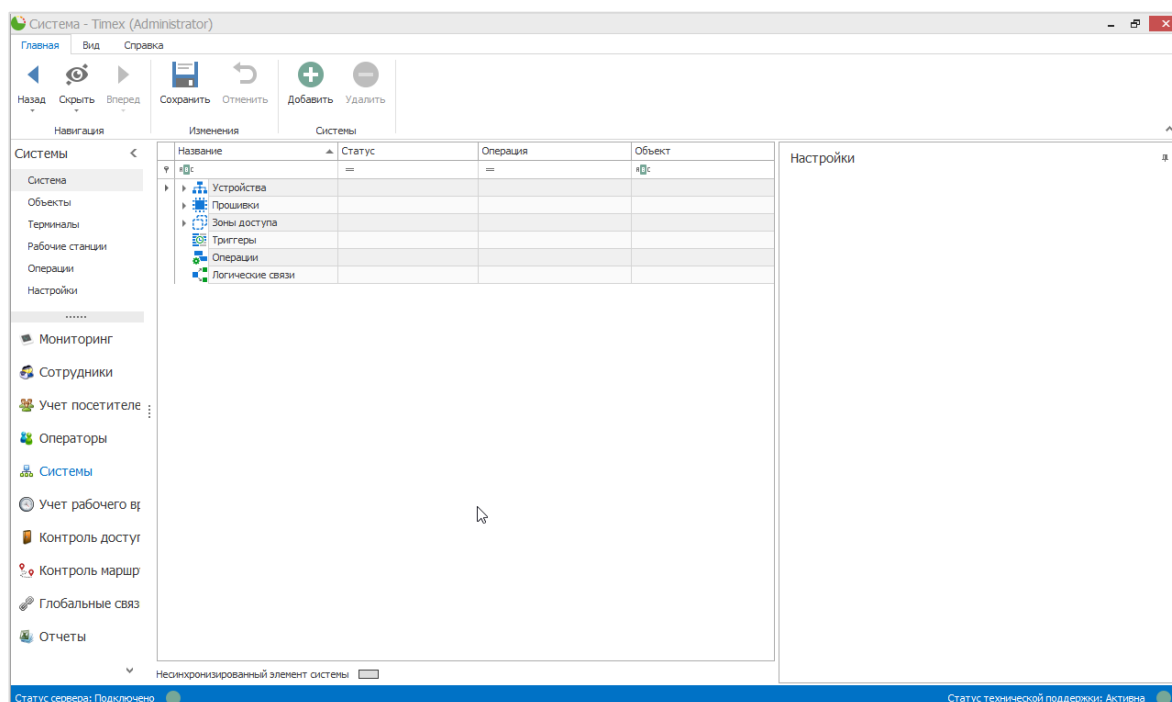 Система - Timex (Administrator)
Главная Вид Справка
Назад Скрыть Вперед Сохранить Отменить Добавить Удалить
Навигация Изменения Системы
Системы
Система
Объекты
Терминалы
Рабочие станции
Операции
Настройки
Мониторинг
Сотрудники
Учет посетителе
Операторы
Системы
Учет рабочего вр
Контроль доступ
Контроль маршр
Глобальные связ
Отчеты
Название Статус Операция Объект
= =
Устройства
Прошивки
Зоны доступа
Триггеры
Операции
Логические связи
Несинхронизированный элемент системы
Настройки
Статус сервера: Подключено Статус технической поддержки: Активна